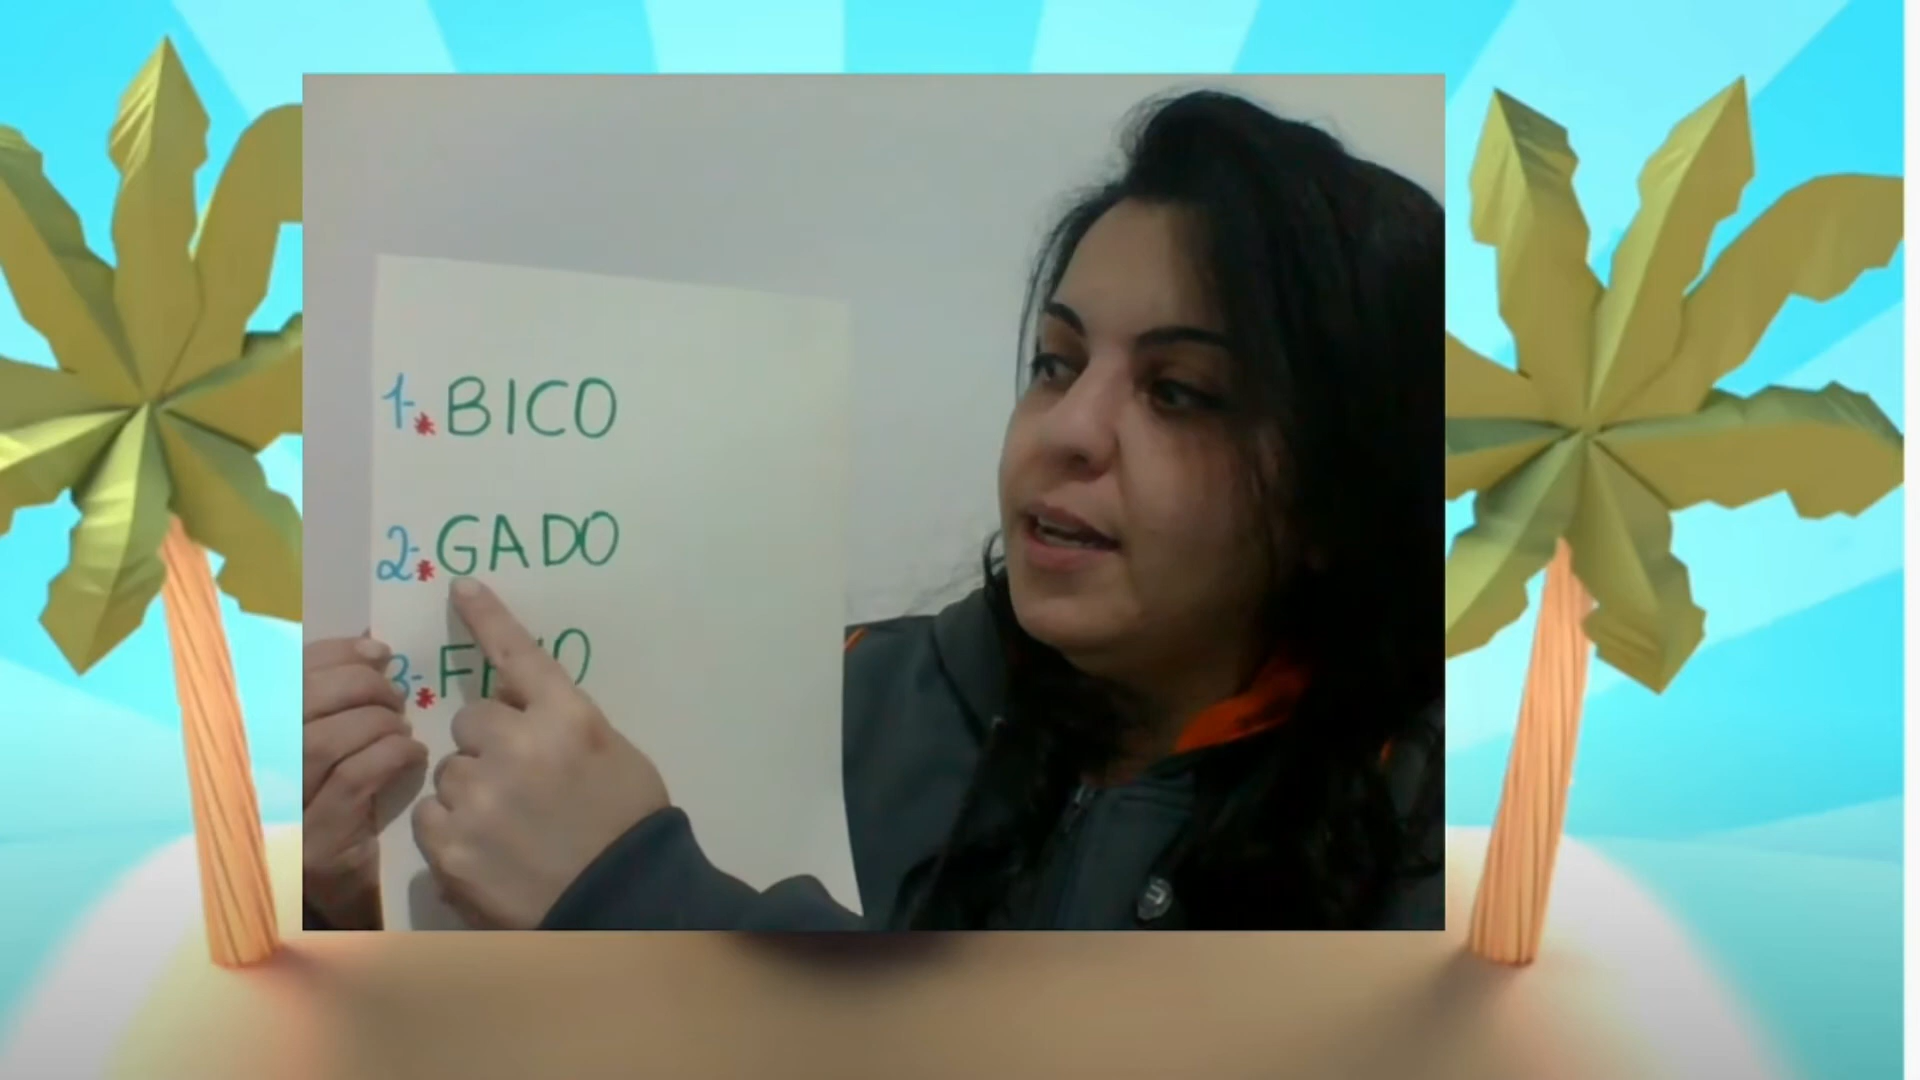 1- * BICO
2- * GADO
3- *